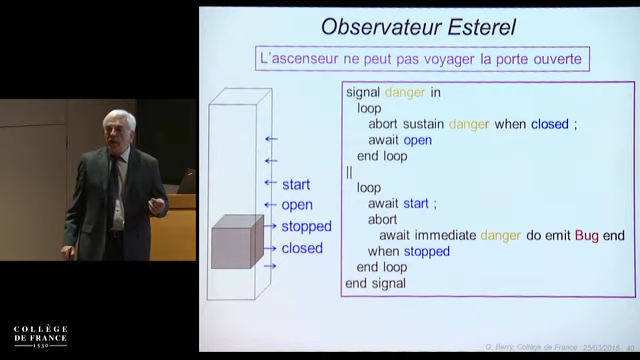 Observateur Esterel
L'ascenseur ne peut pas voyager la porte ouverte
start
open
stopped
closed
signal danger in
loop
abort sustain danger when closed ;
await open
end loop
||
loop
await start ;
abort
await immediate danger do emit Bug end
when stopped
end loop
end signal
COLLÈGE
DE FRANCE
1530
G. Berry, Collège de France 25/03/2015 40